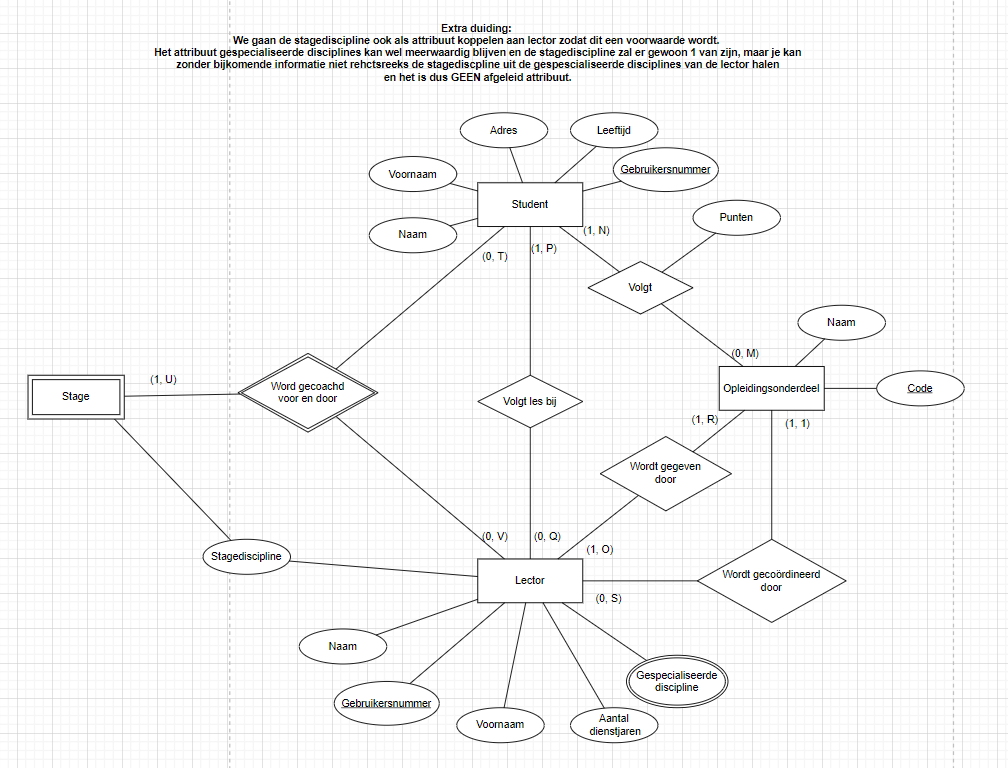 Extra duiding:
We gaan de stagediscipline ook als attribuut koppelen aan lector zodat dit een voorwaarde wordt.
Het attribuut gespecialiseerde disciplines kan wel meerwaardig blijven en de stagediscipline zal er gewoon 1 van zijn, maar je kan
zonder bijkomende informatie niet rehctsreeks de stagediscpline uit de gespescialiseerde disciplines van de lector halen
en het is dus GEEN afgeleid attribuut.
Adres
Leeftijd
Voornaam
Gebruikersnummer
Student
Naam
Punten
(1, N)
(0, T)
(1, P)
Volgt
Naam
(0, M)
(1, U)
Stage
Word gecoachd
voor en door
Volgt les bij
Opleidingsonderdeel
Code
(1, R)
(1, 1)
Wordt gegeven
door
(0, V)
(0, Q)
(1, O)
Stagediscipline
Lector
Wordt gecoördineerd
door
(0, S)
Naam
Gespecialiseerde
discipline
Gebruikersnummer
Voornaam
Aantal
dienstjaren